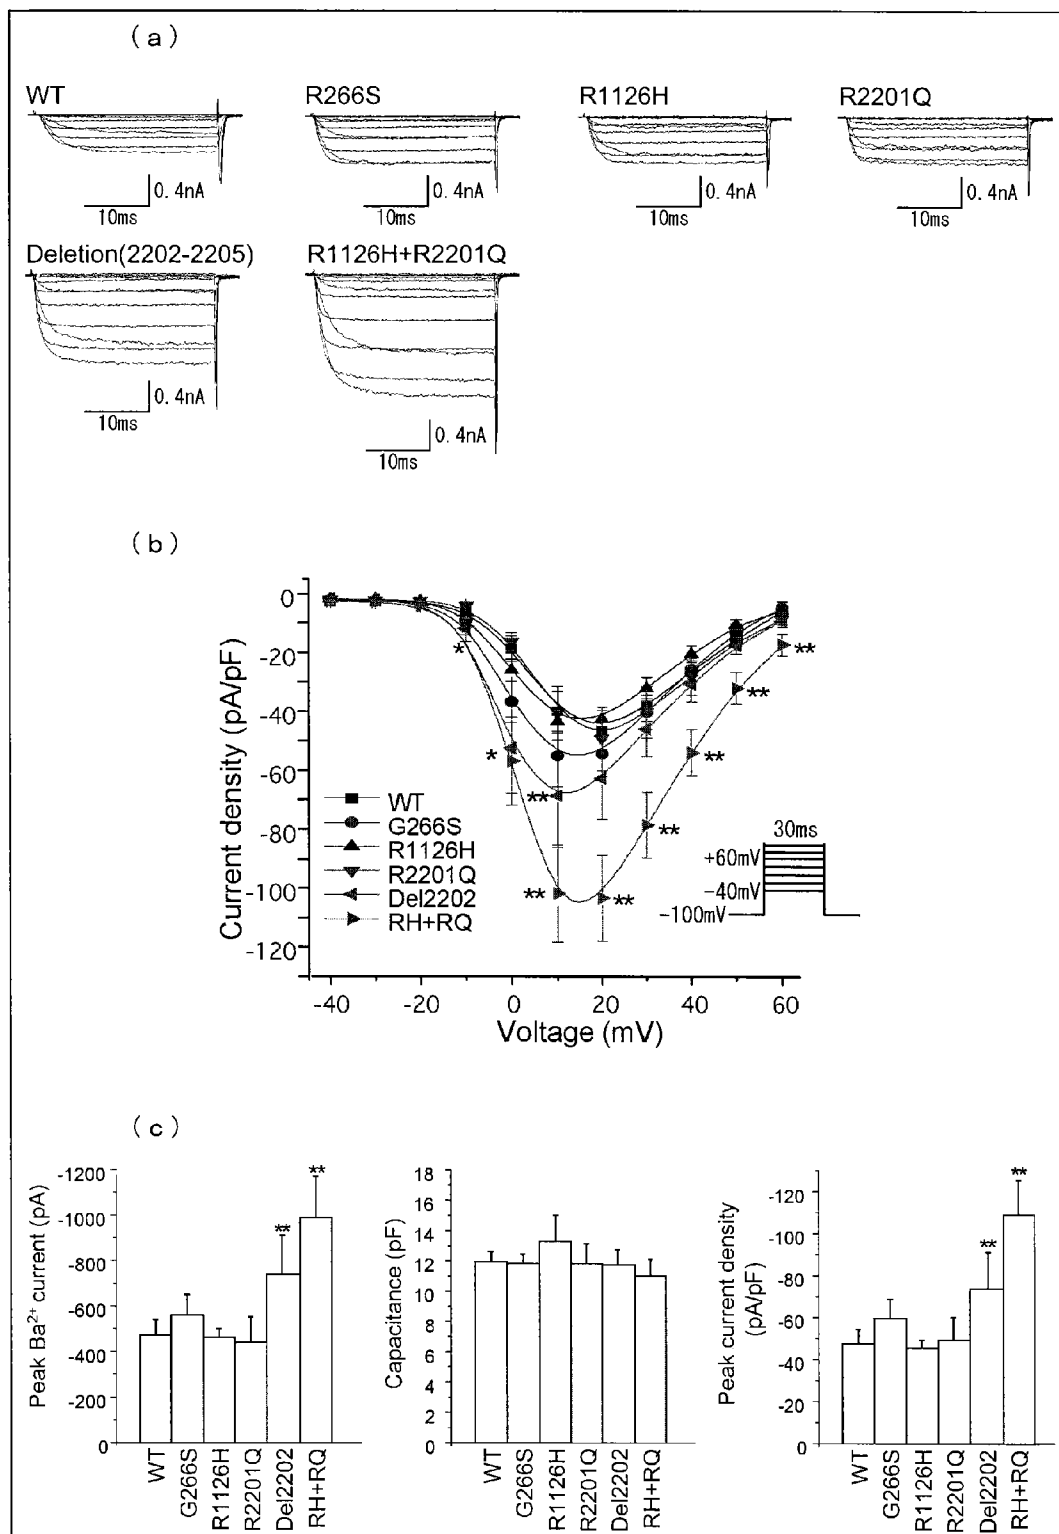 (a)
WT
R266S
R1126H
R2201Q
0.4nA
10ms
0.4nA
10ms
0.4nA
10ms
0.4nA
10ms
Deletion(2202-2205)
R1126H+R2201Q
0.4nA
10ms
0.4nA
10ms
(b)
0
-20
-40
-60
-80
-100
-120
Current density (pA/pF)
*
*
**
**
**
**
**
**
**
WT
G266S
R1126H
R2201Q
Del2202
RH+RQ
30ms
+60mV
-40mV
-100mV
-40
-20
0
20
40
60
Voltage (mV)
(c)
Peak Ba2+ current (pA)
-1200
-1000
-800
-600
-400
-200
0
**
**
WT
G266S
R1126H
R2201Q
Del2202
RH+RQ
Capacitance (pF)
18
16
14
12
10
8
6
4
2
0
WT
G266S
R1126H
R2201Q
Del2202
RH+RQ
Peak current density
(pA/pF)
-120
-100
-80
-60
-40
-20
0
**
**
WT
G266S
R1126H
R2201Q
Del2202
RH+RQ